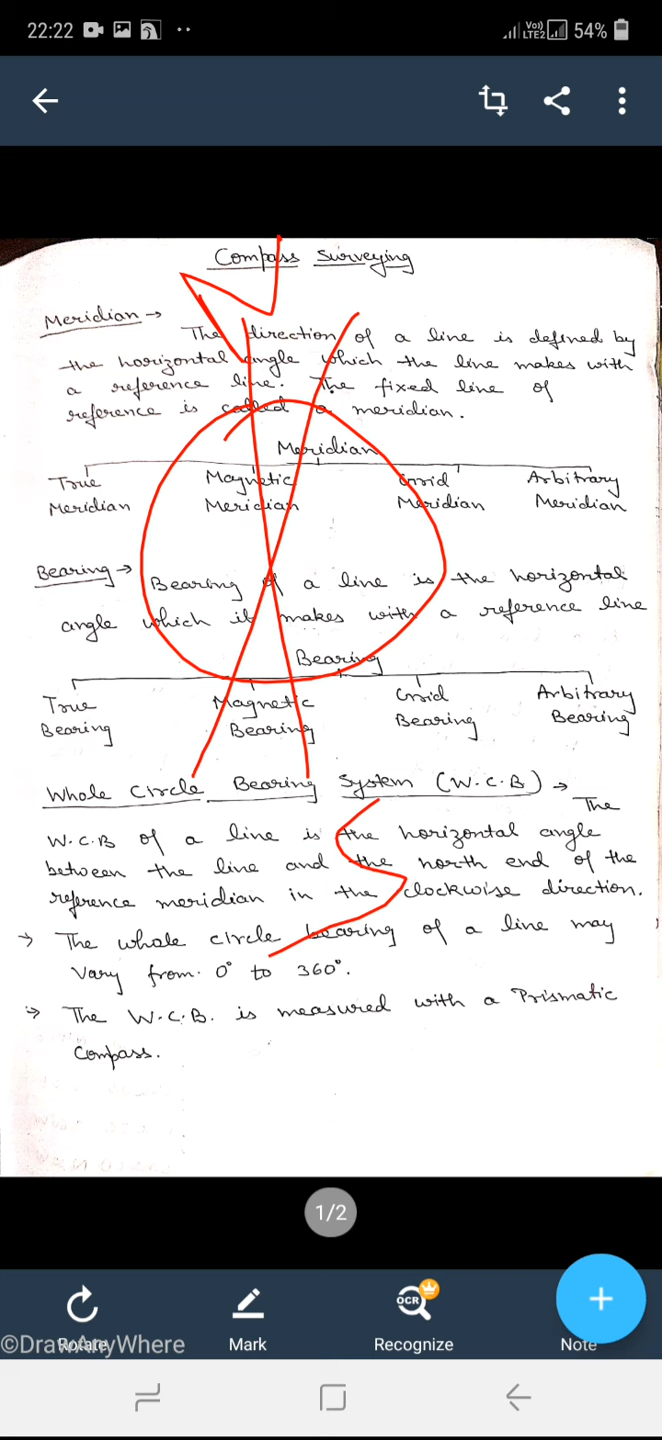 22:22
Vo))
LTE2
54%
Compass Surveying
Meridian →
The direction of a line is defined by
the horizontal angle which the line makes with
a reference line. The fixed line of
reference is called a meridian.
Meridian
True Magnetic Grid Arbitrary
Meridian Meridian Meridian Meridian
Bearing →
Bearing of a line is the horizontal
angle which it makes with a reference line
Bearing
True Magnetic Grid Arbitrary
Bearing Bearing Bearing Bearing
Whole Circle Bearing System (W.C.B) →
The
W.C.B of a line is the horizontal angle
between the line and the north end of the
reference meridian in the clockwise direction.
→ The whole circle bearing of a line may
vary from 0° to 360°.
→ The W.C.B. is measured with a Prismatic
Compass.
1/2
OCR
+
Rotate Mark Recognize Note
©DrawAnyWhere